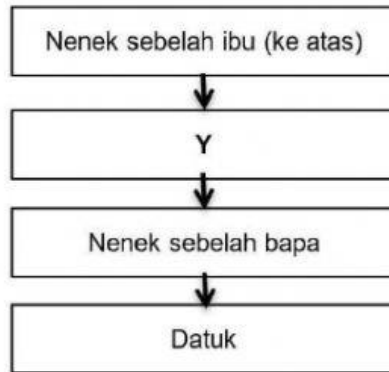 Nenek sebelah ibu (ke atas)
Y
Nenek sebelah bapa
Datuk